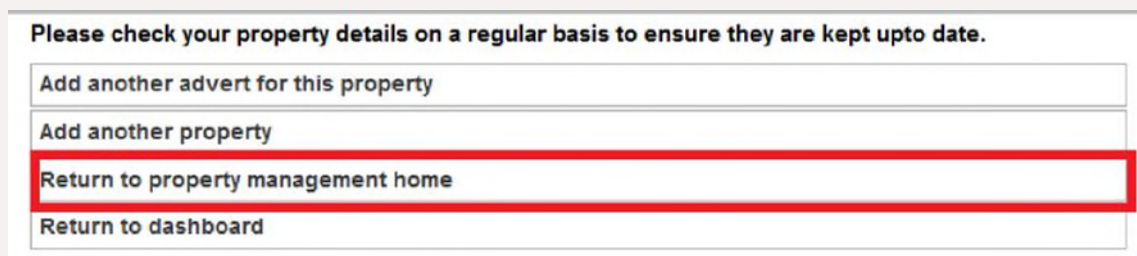 Please check your property details on a regular basis to ensure they are kept upto date.
Add another advert for this property
Add another property
Return to property management home
Return to dashboard